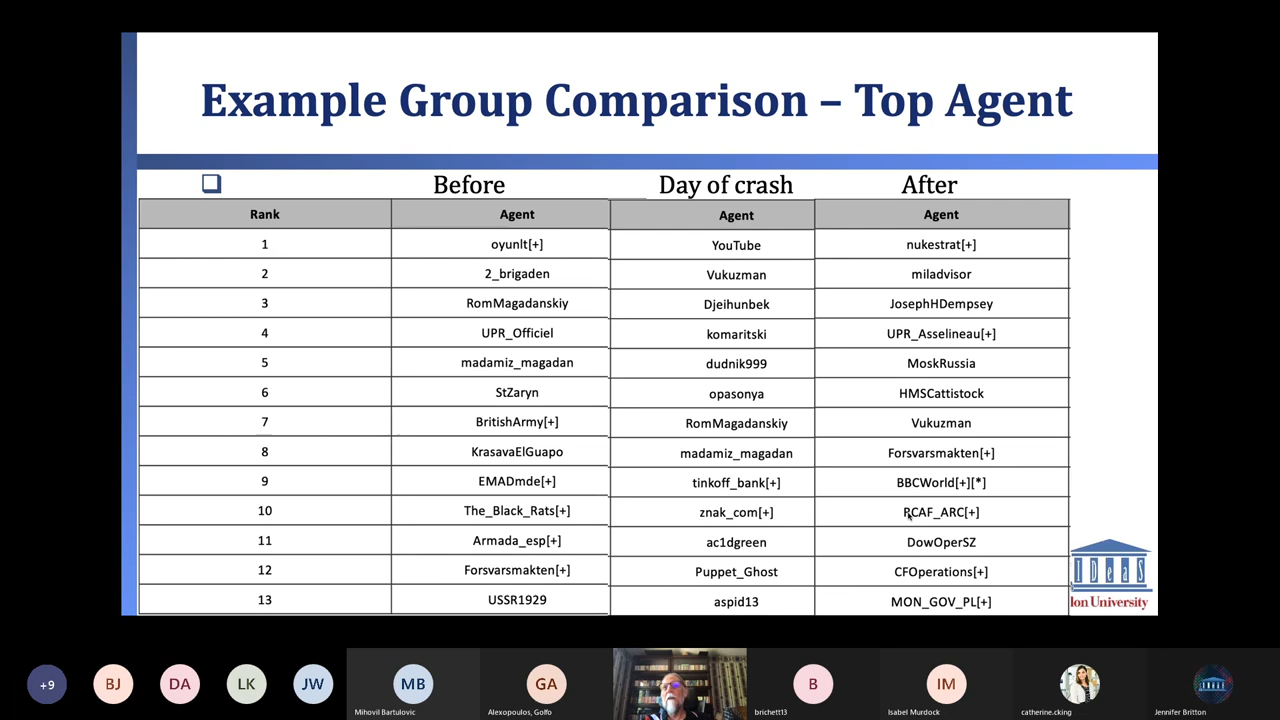 Example Group Comparison – Top Agent
Before Day of crash After
Rank Agent Agent Agent
1 oyunlt[+] YouTube nukestrat[+]
2 2_brigaden Vukuzman miladvisor
3 RomMagadanskiy Djeihunbek JosephHDempsey
4 UPR_Officiel komaritski UPR_Asselineau[+]
5 madamiz_magadan dudnik999 MoskRussia
6 StZaryn opasonya HMSCattistock
7 BritishArmy[+] RomMagadanskiy Vukuzman
8 KrasavaElGuapo madamiz_magadan Forsvarsmakten[+]
9 EMADmde[+] tinkoff_bank[+] BBCWorld[+][*]
10 The_Black_Rats[+] znak_com[+] RCAF_ARC[+]
11 Armada_esp[+] ac1dgreen DowOperSZ
12 Forsvarsmakten[+] Puppet_Ghost CFOperations[+]
13 USSR1929 aspid13 MON_GOV_PL[+]
IDeaS
lon University
+9 BJ DA LK JW MB GA B IM
Mihovil Bartulovic Alexopoulos, Golfo brichett13 Isabel Murdock catherine.cking Jennifer Britton